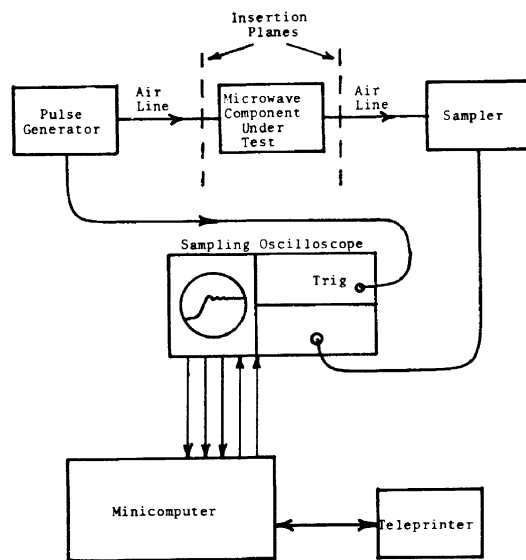 Insertion
Planes
Air
Line
Air
Line
Pulse
Generator
Microwave
Component
Under
Test
Sampler
Sampling Oscilloscope
Trig
Minicomputer
Teleprinter